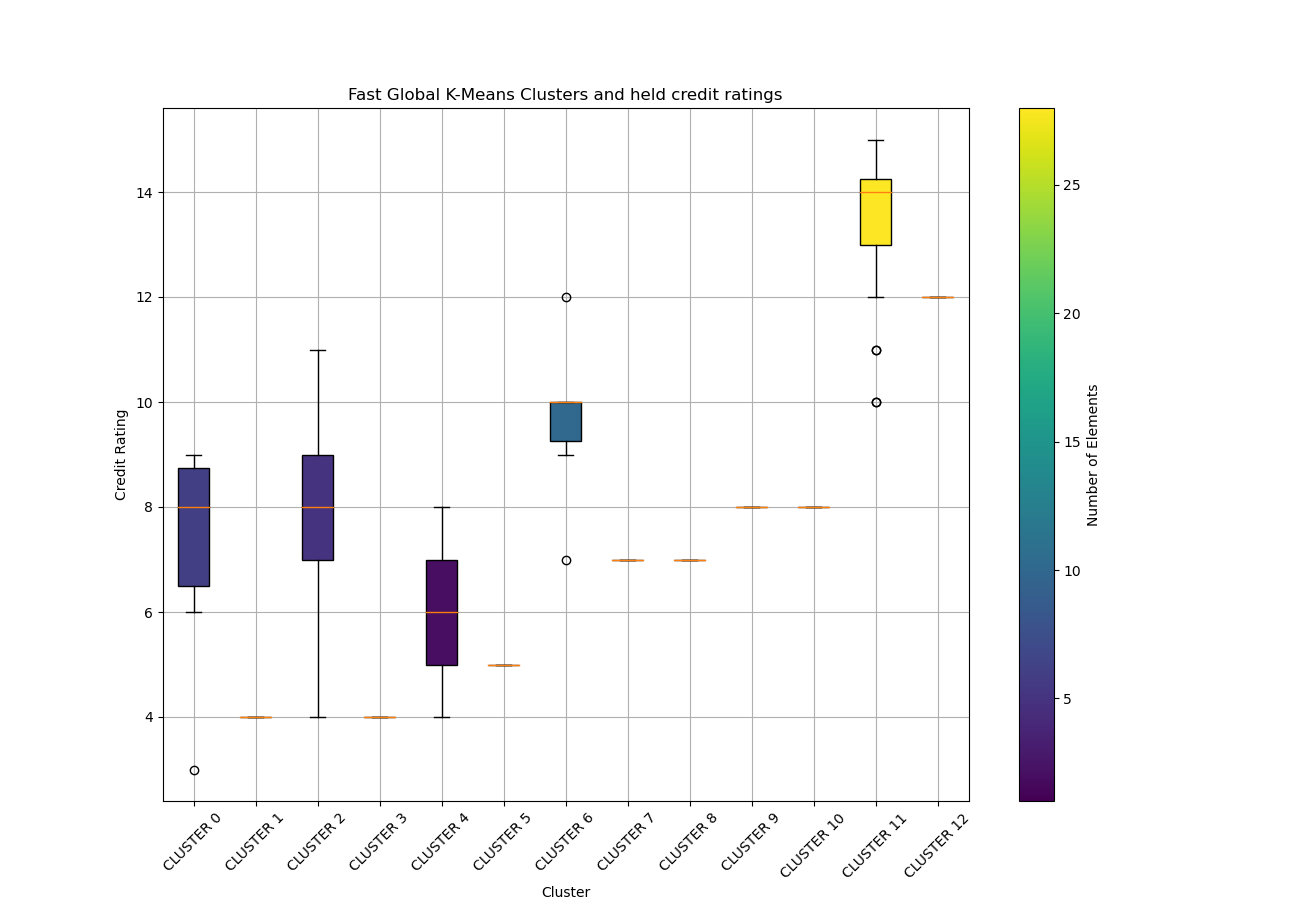 Fast Global K-Means Clusters and held credit ratings
Credit Rating
14
12
10
8
6
4
CLUSTER 0
CLUSTER 1
CLUSTER 2
CLUSTER 3
CLUSTER 4
CLUSTER 5
CLUSTER 6
CLUSTER 7
CLUSTER 8
CLUSTER 9
CLUSTER 10
CLUSTER 11
CLUSTER 12
Cluster
25
20
15
10
5
Number of Elements